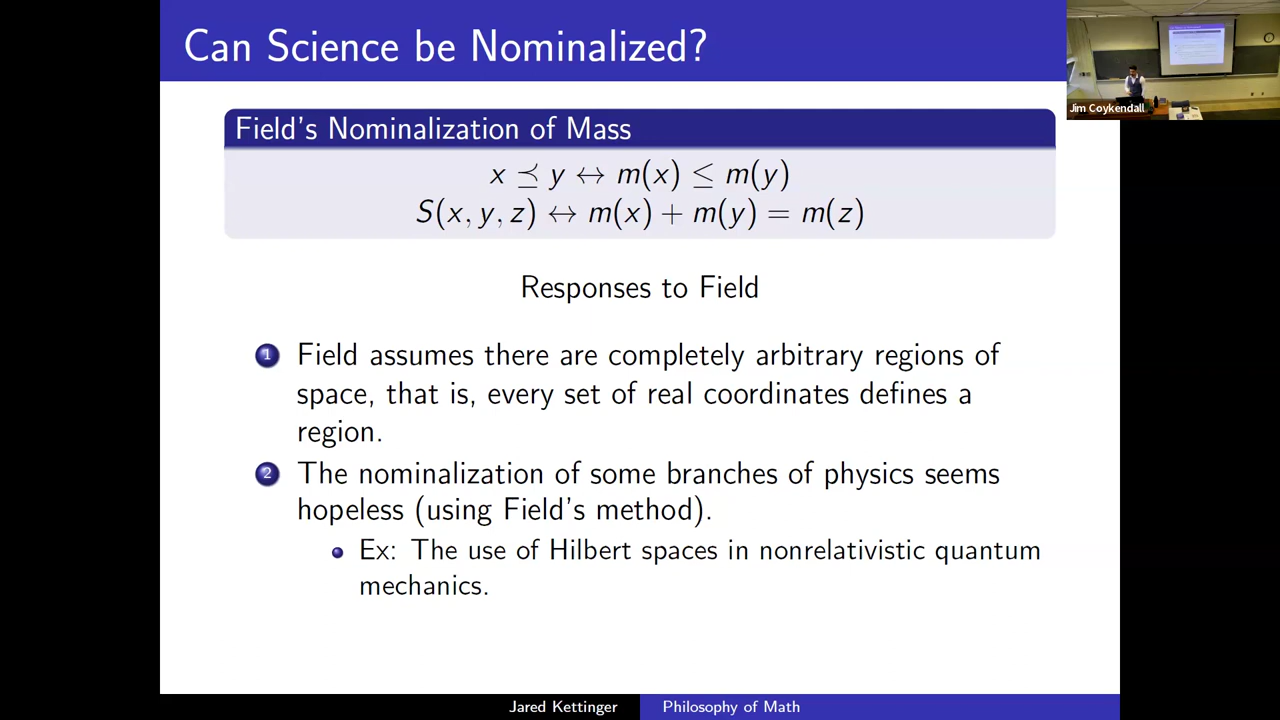 Can Science be Nominalized?
Jim Coykendall
Field's Nominalization of Mass
x ⪯ y ↔ m(x) ≤ m(y)
S(x, y, z) ↔ m(x) + m(y) = m(z)
Responses to Field
1 Field assumes there are completely arbitrary regions of
space, that is, every set of real coordinates defines a
region.
2 The nominalization of some branches of physics seems
hopeless (using Field's method).
Ex: The use of Hilbert spaces in nonrelativistic quantum
mechanics.
Jared Kettinger Philosophy of Math